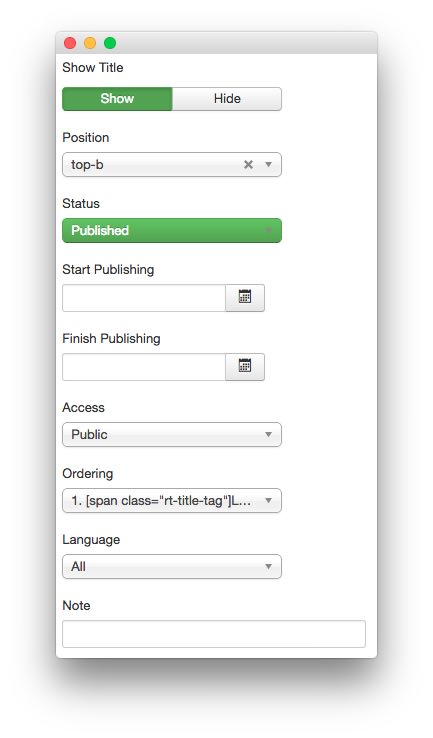 Show Title
Show Hide
Position
top-b
Status
Published
Start Publishing
Finish Publishing
Access
Public
Ordering
1. [span class="rt-title-tag"]L...
Language
All
Note